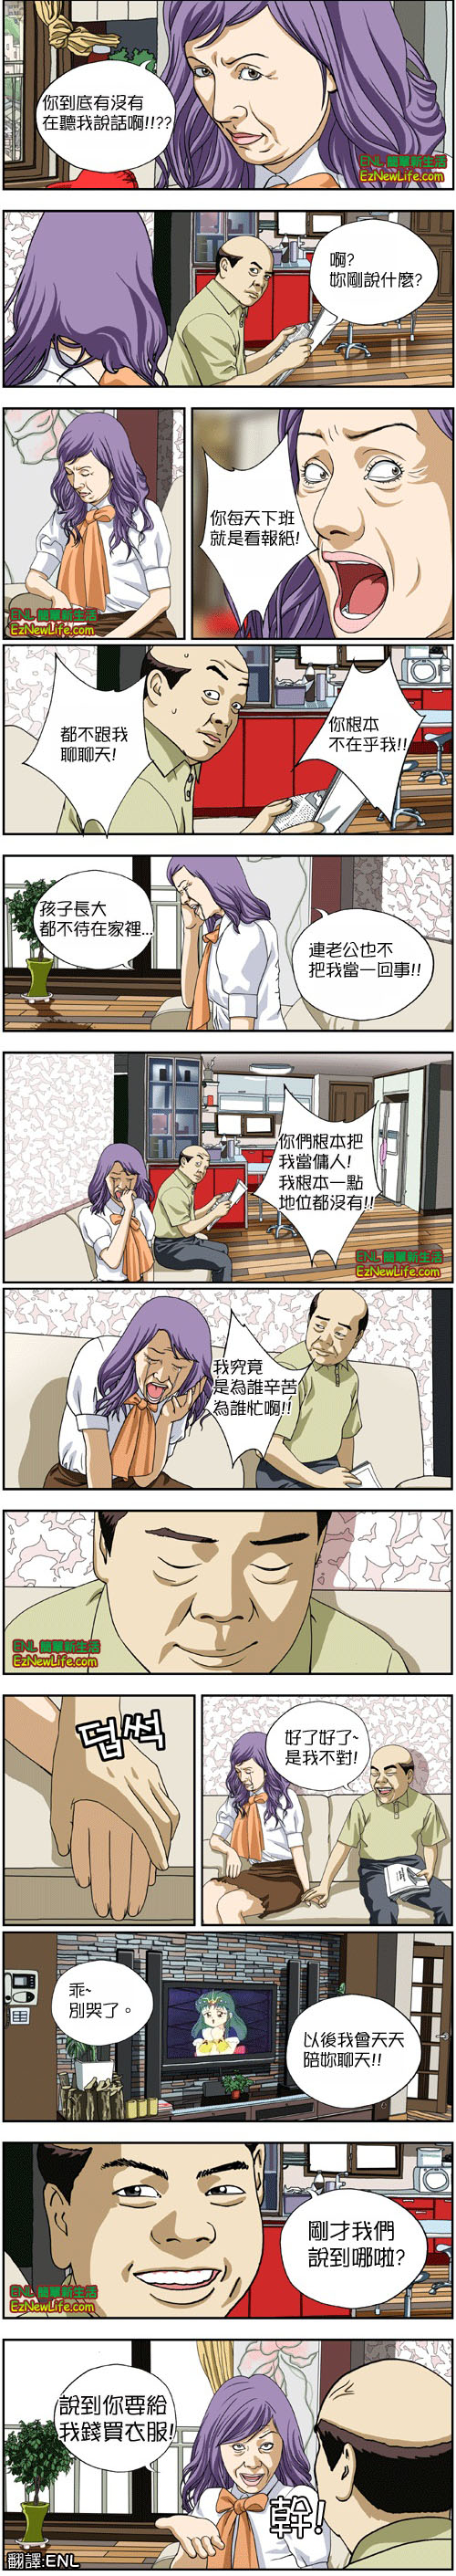 你到底有沒有
在聽我說話啊!!??
ENL 簡單新生活
EzNewLife.com
啊?
妳剛說什麼?
你每天下班
就是看報紙!
ENL 簡單新生活
EzNewLife.com
都不跟我
聊聊天!
你根本
不在乎我!!
孩子長大
都不待在家裡...
連老公也不
把我當一回事!!
你們根本把
我當傭人!
我根本一點
地位都沒有!!
ENL 簡單新生活
EzNewLife.com
我究竟
是為誰辛苦
為誰忙啊!!
ENL 簡單新生活
EzNewLife.com
덥썩
好了好了~
是我不對!
乖~
別哭了。
以後我曾天天
陪妳聊天!!
剛才我們
說到哪啦?
ENL 簡單新生活
EzNewLife.com
說到你要給
我錢買衣服!
幹!
翻譯:ENL